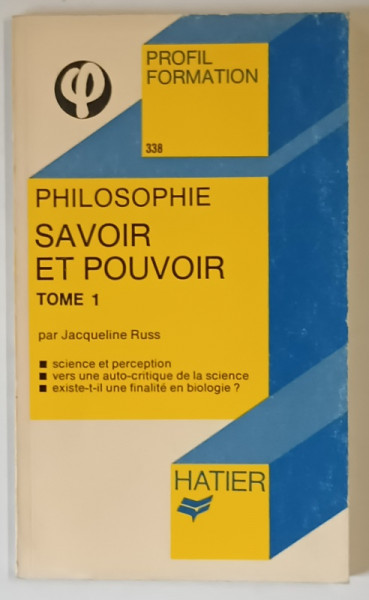 φ
PROFIL
FORMATION
338
PHILOSOPHIE
SAVOIR
ET POUVOIR
TOME 1
par Jacqueline Russ
■ science et perception
■ vers une auto-critique de la science
■ existe-t-il une finalité en biologie ?
HATIER